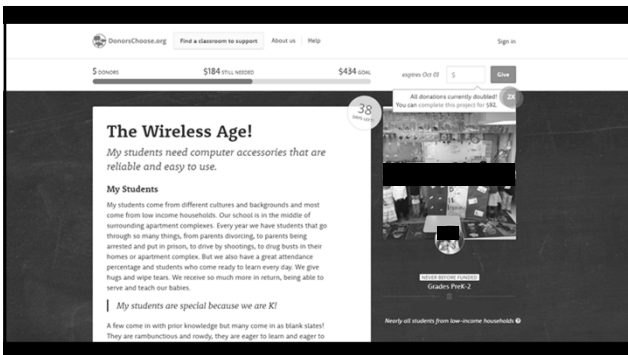 DonorsChoose.org Find a classroom to support About us Help Sign in
5 DONORS $184 STILL NEEDED $434 GOAL expires Oct 02 $ Give
All donations currently doubled!
You can complete this project for $92.
2X
38
DAYS LEFT
The Wireless Age!
My students need computer accessories that are
reliable and easy to use.
My Students
My students come from different cultures and backgrounds and most
come from low income households. Our school is in the middle of
surrounding apartment complexes. Every year we have students that go
through so many things, from parents divorcing, to parents being
arrested and put in prison, to drive by shootings, to drug busts in their
homes or apartment complex. But we also have a great attendance
percentage and students who come ready to learn every day. We give
hugs and wipe tears. We receive so much more in return, being able to
serve and teach our babies.
My students are special because we are K!
A few come in with prior knowledge but many come in as blank slates!
They are rambunctious and rowdy, they are eager to learn and eager to
NEVER BEFORE FUNDED
Grades PreK-2
Nearly all students from low-income households